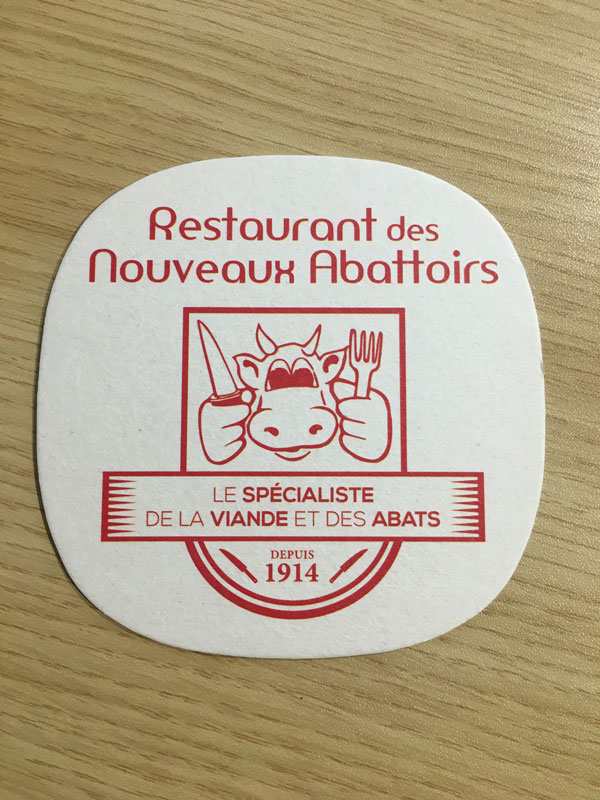 Restaurant des
Nouveaux Abattoirs
LE SPÉCIALISTE
DE LA VIANDE ET DES ABATS
DEPUIS
1914